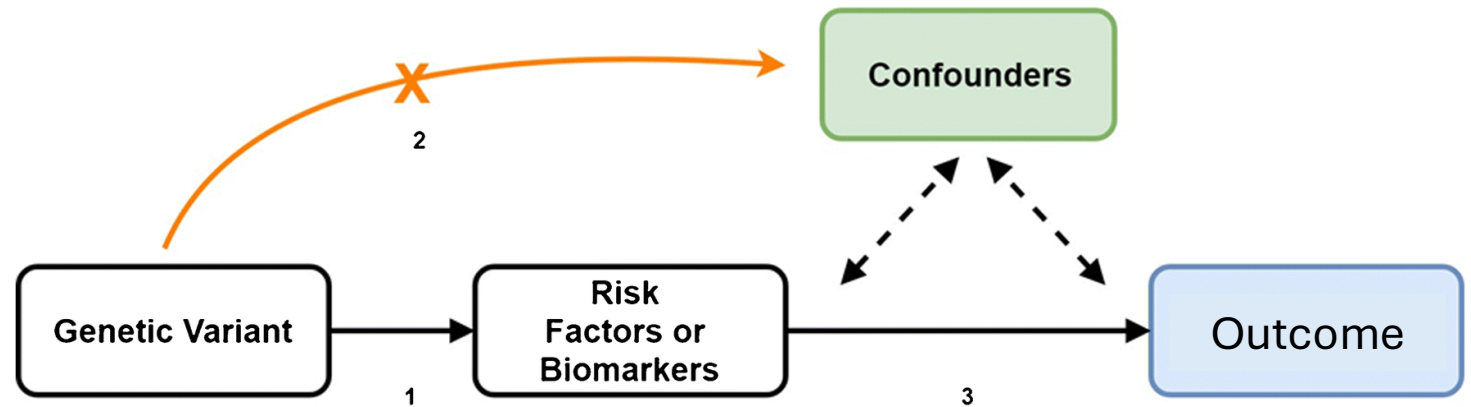 Confounders
X
2
Genetic Variant
Risk
Factors or
Biomarkers
Outcome
1
3